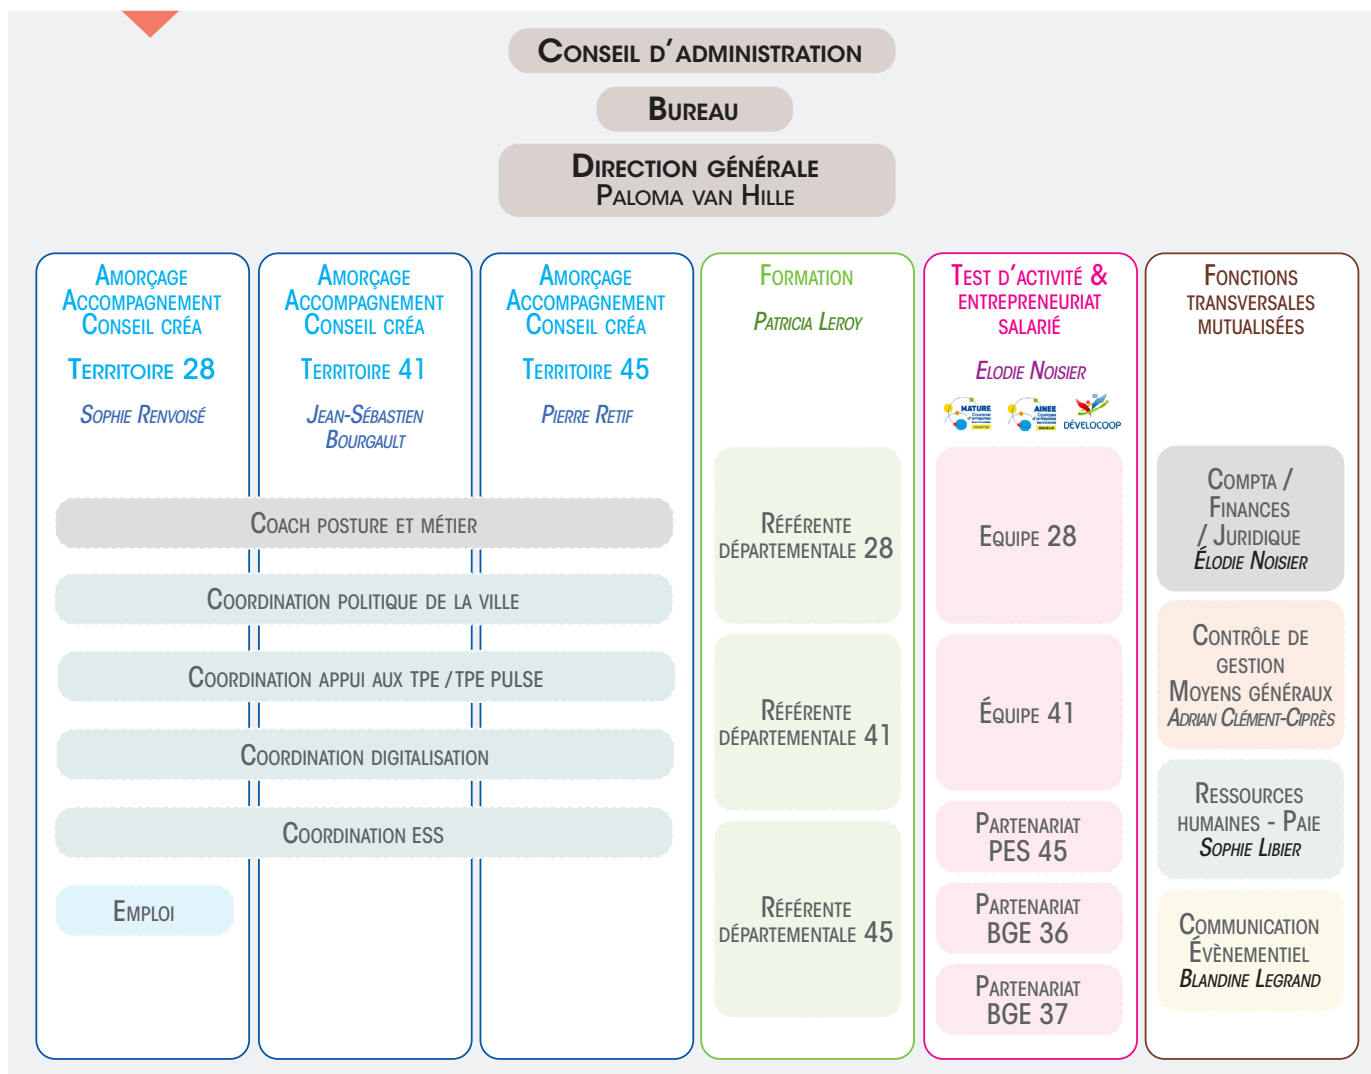 Conseil d'administration
Bureau
Direction générale
Paloma van Hille
Amorçage
Accompagnement
Conseil créa
Territoire 28
Sophie Renvoisé
Amorçage
Accompagnement
Conseil créa
Territoire 41
Jean-Sébastien
Bourgault
Amorçage
Accompagnement
Conseil créa
Territoire 45
Pierre Retif
Coach posture et métier
Coordination politique de la ville
Coordination appui aux TPE / TPE PULSE
Coordination digitalisation
Coordination ESS
Emploi
Formation
Patricia Leroy
Référente
départementale 28
Référente
départementale 41
Référente
départementale 45
Test d'activité &
entrepreneuriat
salarié
Elodie Noisier
MATURE
AINEE
DÉVELOCOOP
Equipe 28
Équipe 41
Partenariat
PES 45
Partenariat
BGE 36
Partenariat
BGE 37
Fonctions
transversales
mutualisées
Compta /
Finances
/ Juridique
Élodie Noisier
Contrôle de
gestion
Moyens généraux
Adrian Clément-Ciprès
Ressources
humaines - Paie
Sophie Libier
Communication
Évènementiel
Blandine Legrand